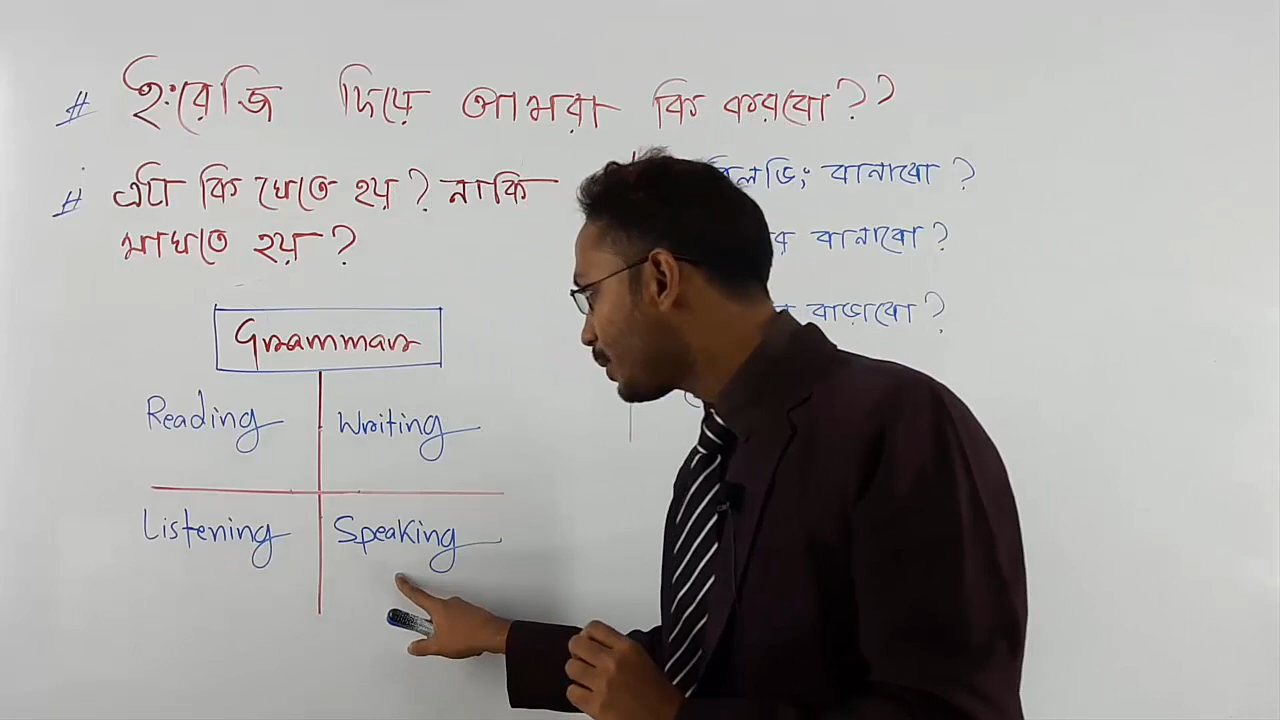 # ইংরেজি দিয়ে আমরা কি করবো??
# এটা কি খেতে হয়? নাকি
মাখতে হয়?
বানাবো?
বানাবো?
বাড়াবো?
Grammar
Reading Writing
Listening Speaking